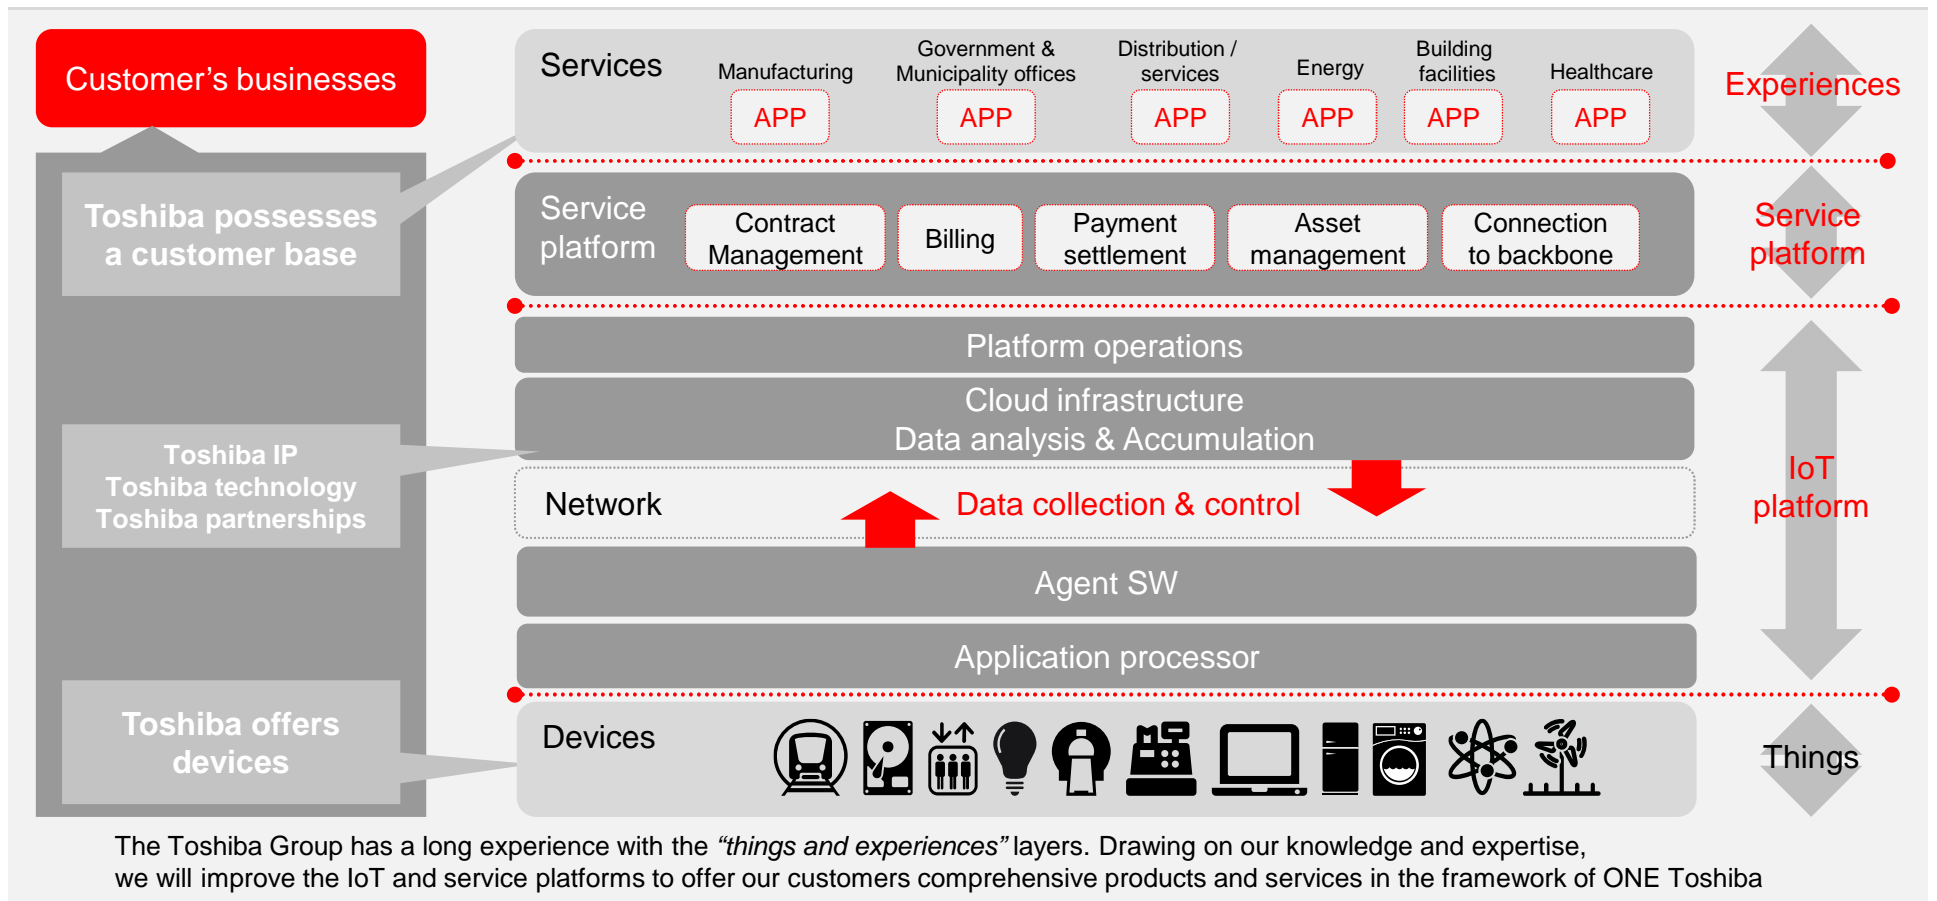 Customer's businesses
Toshiba possesses
a customer base
Toshiba IP
Toshiba technology
Toshiba partnerships
Toshiba offers
devices
Services
Manufacturing
APP
Government &
Municipality offices
APP
Distribution /
services
APP
Energy
APP
Building
facilities
APP
Healthcare
APP
Experiences
Service
platform
Contract
Management
Billing
Payment
settlement
Asset
management
Connection
to backbone
Service
platform
Platform operations
Cloud infrastructure
Data analysis & Accumulation
Network
Data collection & control
Agent SW
Application processor
IoT
platform
Devices
Things
The Toshiba Group has a long experience with the “things and experiences” layers. Drawing on our knowledge and expertise,
we will improve the IoT and service platforms to offer our customers comprehensive products and services in the framework of ONE Toshiba